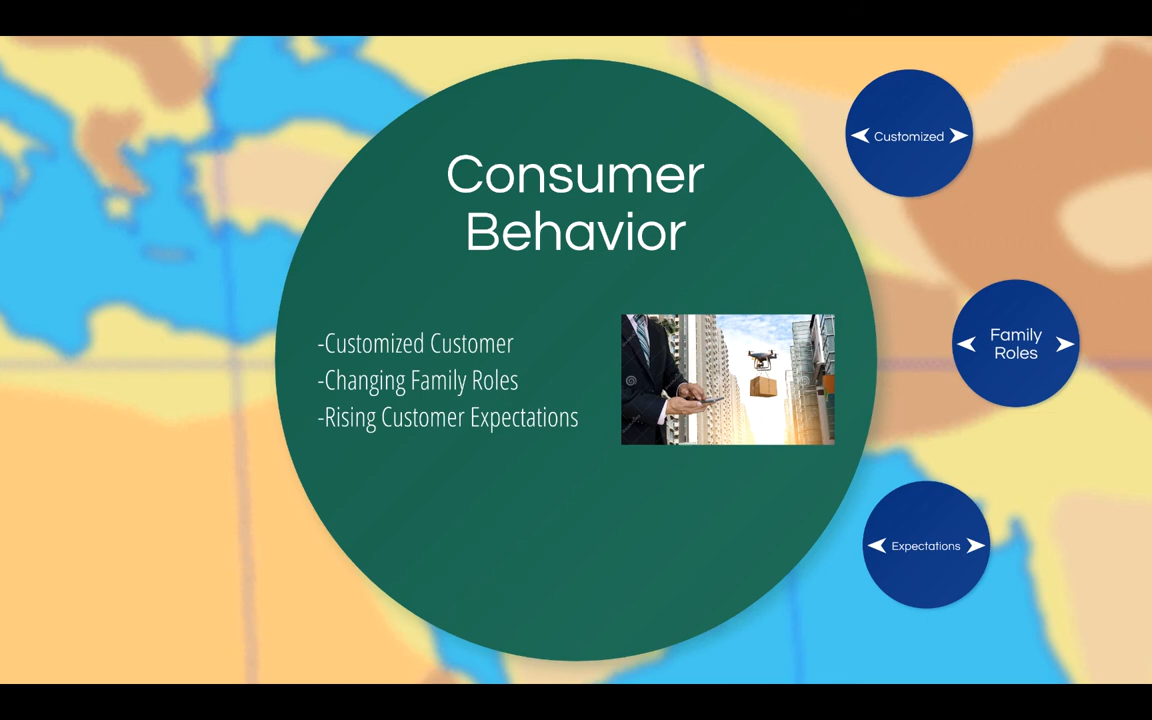 Consumer
Behavior
-Customized Customer
-Changing Family Roles
-Rising Customer Expectations
Customized
Family
Roles
Expectations